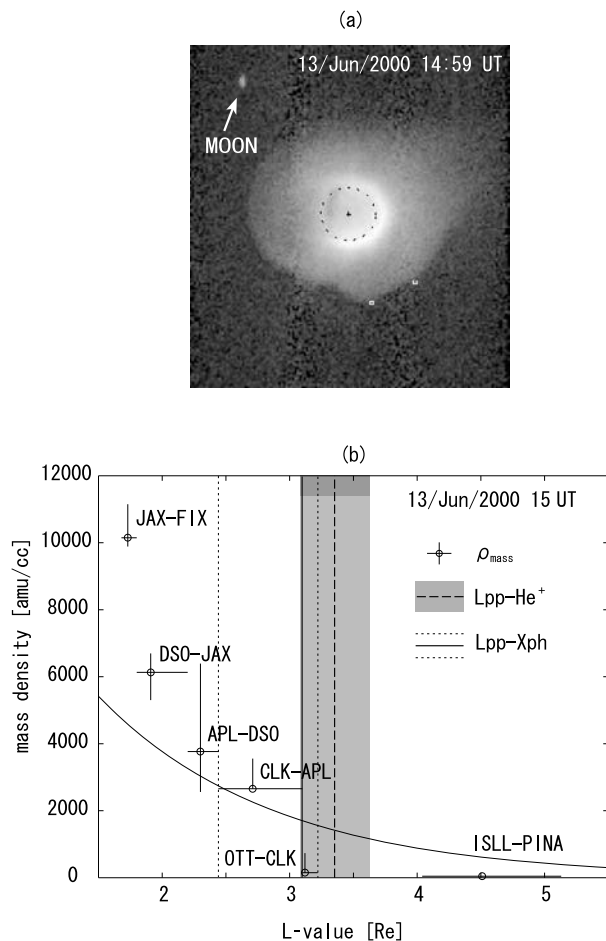 (a)
13/Jun/2000 14:59 UT
MOON
(b)
12000
10000
8000
6000
4000
2000
0
mass density [amu/cc]
13/Jun/2000 15 UT
ρmass
Lpp-He+
Lpp-Xph
JAX-FIX
DSO-JAX
APL-DSO
CLK-APL
OTT-CLK
ISLL-PINA
2 3 4 5
L-value [Re]